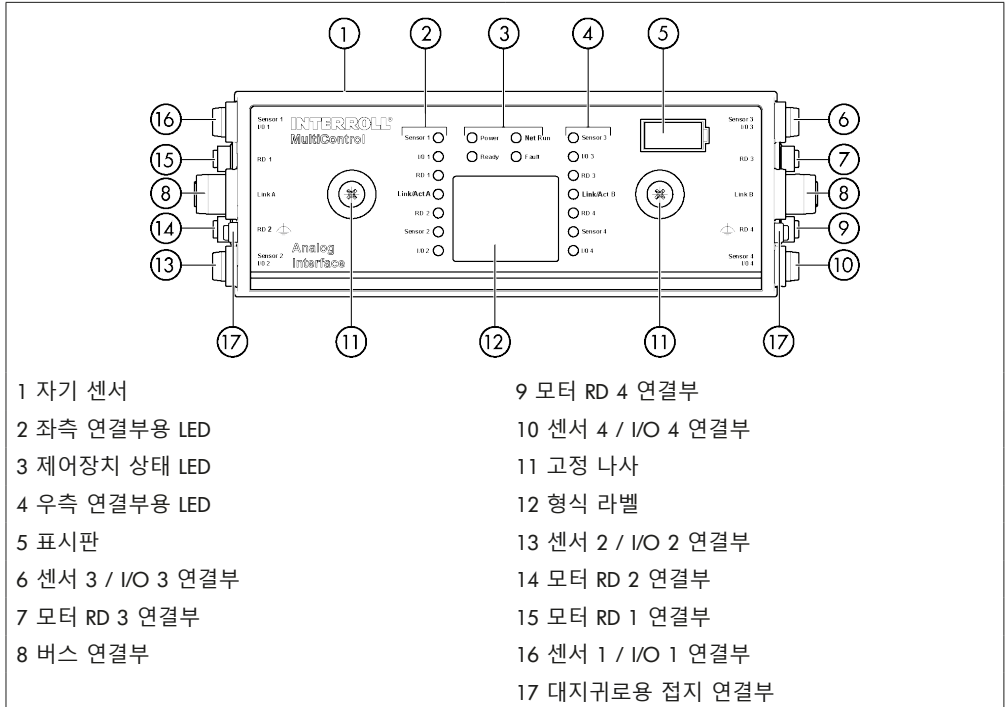 1 2 3 4 5
16 Sensor 1 I/O 1 INTERROLL® MultiControl Sensor 1 Power Net Run Sensor 3 Sensor 3 I/O 3 6
I/O 1 Ready Fault I/O 3
15 RD 1 RD 1 RD 3 RD 3 7
8 Link A Link/Act A Link/Act B Link B 8
RD 2 RD 4
14 RD 2 RD 4 9
Sensor 2 Sensor 4
13 Sensor 2 I/O 2 Analog Interface I/O 2 I/O 4 Sensor 4 I/O 4 10
17 11 12 11 17
1 자기 센서
2 좌측 연결부용 LED
3 제어장치 상태 LED
4 우측 연결부용 LED
5 표시판
6 센서 3 / I/O 3 연결부
7 모터 RD 3 연결부
8 버스 연결부
9 모터 RD 4 연결부
10 센서 4 / I/O 4 연결부
11 고정 나사
12 형식 라벨
13 센서 2 / I/O 2 연결부
14 모터 RD 2 연결부
15 모터 RD 1 연결부
16 센서 1 / I/O 1 연결부
17 대지귀로용 접지 연결부